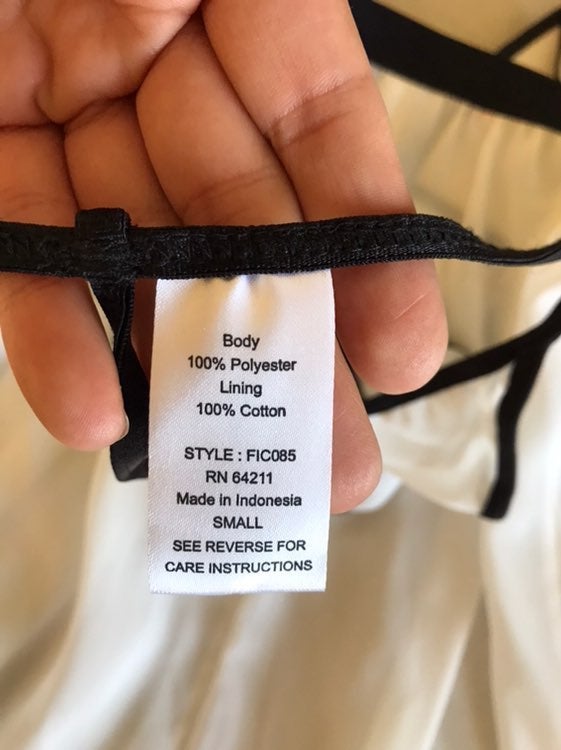 Body
100% Polyester
Lining
100% Cotton
STYLE : FIC085
RN 64211
Made in Indonesia
SMALL
SEE REVERSE FOR
CARE INSTRUCTIONS